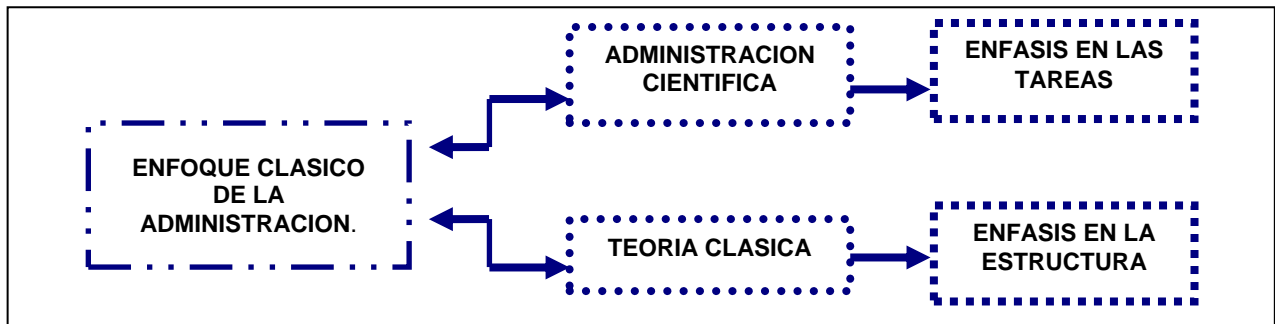 ENFOQUE CLASICO
DE LA
ADMINISTRACION.
ADMINISTRACION
CIENTIFICA
ENFASIS EN LAS
TAREAS
TEORIA CLASICA
ENFASIS EN LA
ESTRUCTURA